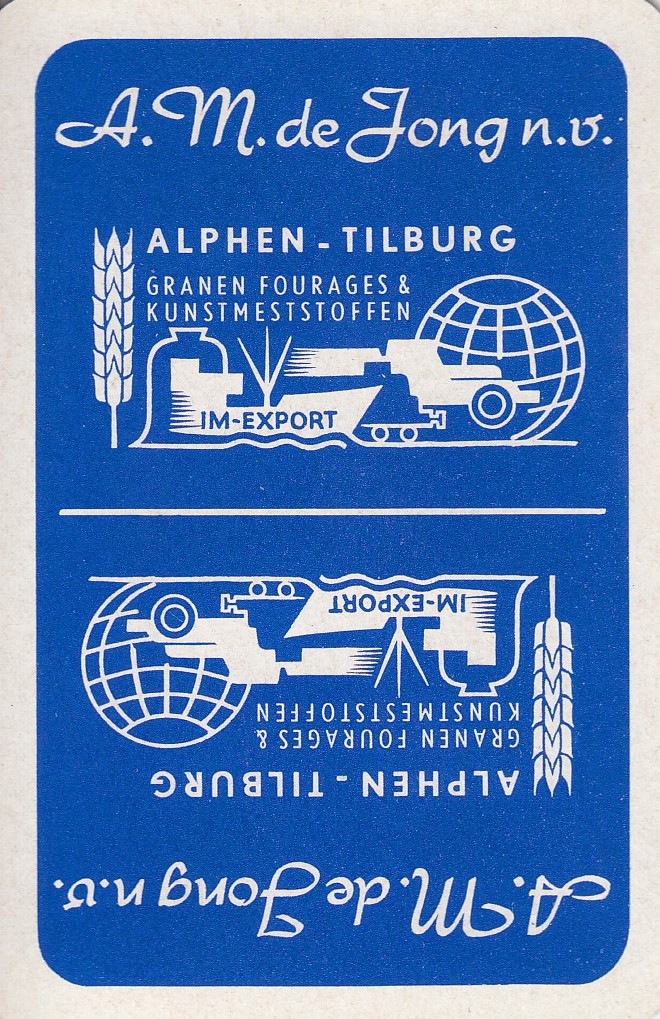 A. M. de Jong n.v.
ALPHEN - TILBURG
GRANEN FOURAGES &
KUNSTMESTSTOFFEN
IM-EXPORT
IM-EXPORT
KUNSTMESTSTOFFEN
GRANEN FOURAGES &
ALPHEN - TILBURG
A. M. de Jong n.v.